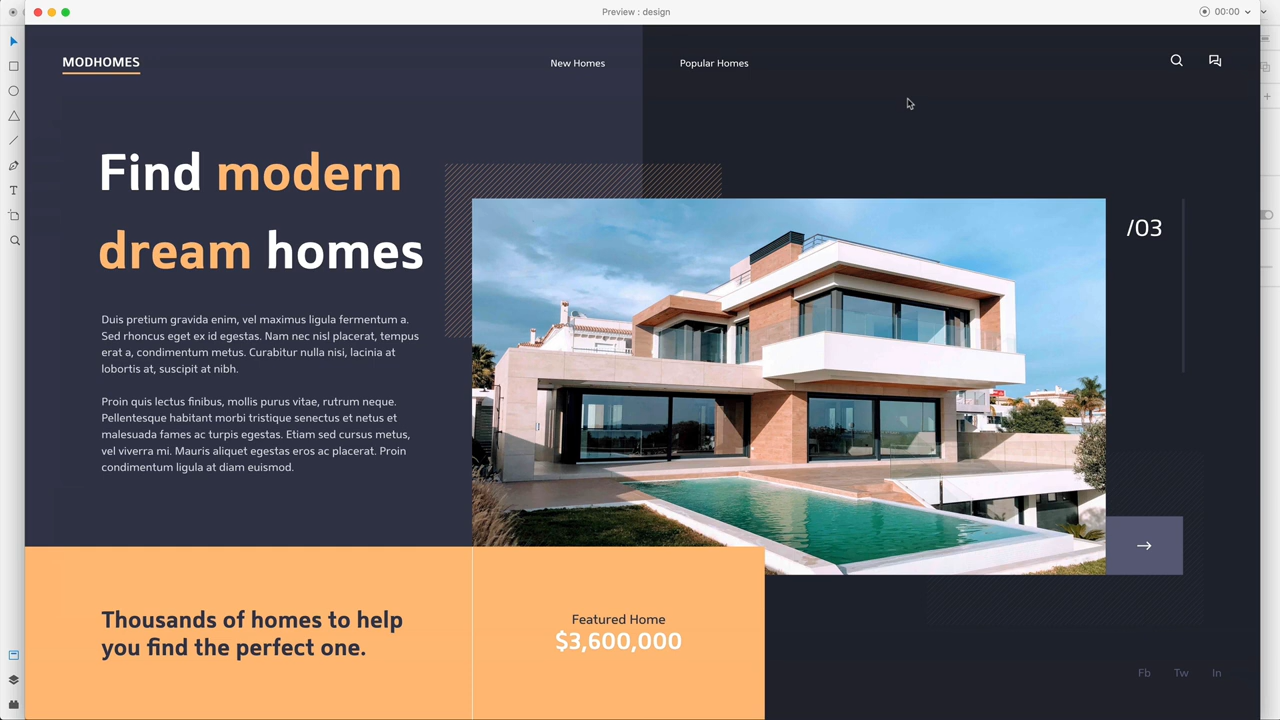 Preview : design
00:00
MODHOMES
New Homes
Popular Homes
Find modern
dream homes
Duis pretium gravida enim, vel maximus ligula fermentum a.
Sed rhoncus eget ex id egestas. Nam nec nisl placerat, tempus
erat a, condimentum metus. Curabitur nulla nisi, lacinia at
lobortis at, suscipit at nibh.
Proin quis lectus finibus, mollis purus vitae, rutrum neque.
Pellentesque habitant morbi tristique senectus et netus et
malesuada fames ac turpis egestas. Etiam sed cursus metus,
vel viverra mi. Mauris aliquet egestas eros ac placerat. Proin
condimentum ligula at diam euismod.
/03
Thousands of homes to help
you find the perfect one.
Featured Home
$3,600,000
Fb
Tw
In